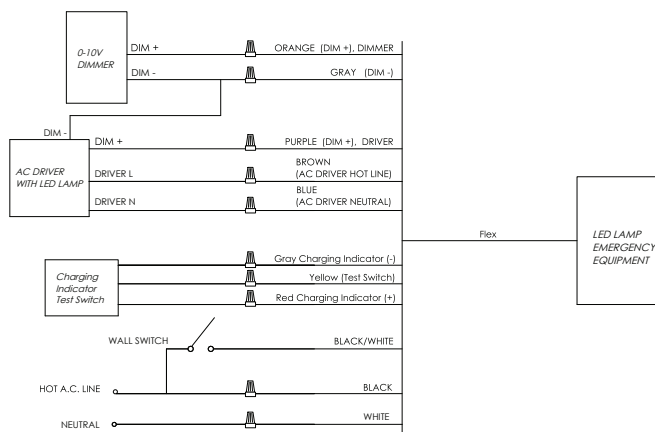 0-10V
DIMMER
DIM +
ORANGE (DIM +), DIMMER
DIM -
GRAY (DIM -)
DIM -
AC DRIVER
WITH LED LAMP
DIM +
PURPLE (DIM +), DRIVER
DRIVER L
BROWN
(AC DRIVER HOT LINE)
DRIVER N
BLUE
(AC DRIVER NEUTRAL)
Flex
LED LAMP
EMERGENCY
EQUIPMENT
Charging
Indicator
Test Switch
Gray Charging Indicator (-)
Yellow (Test Switch)
Red Charging Indicator (+)
WALL SWITCH
BLACK/WHITE
HOT A.C. LINE
BLACK
NEUTRAL
WHITE